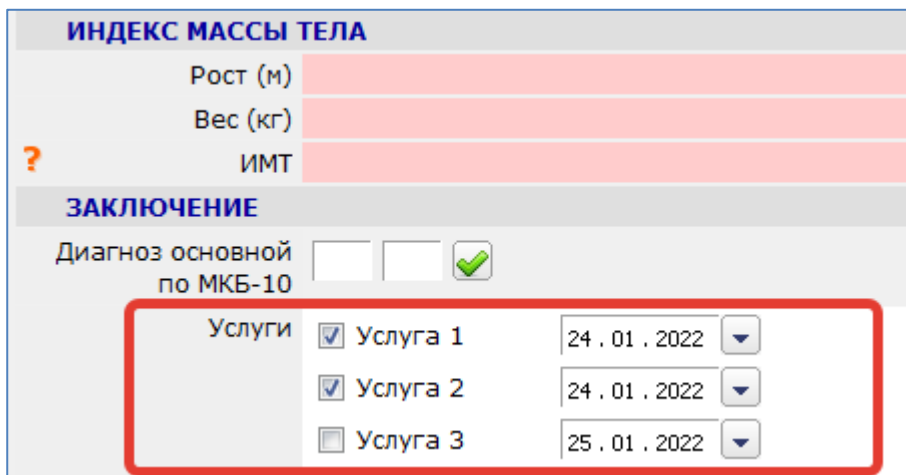 ИНДЕКС МАССЫ ТЕЛА
Рост (м)
Вес (кг)
? ИМТ
ЗАКЛЮЧЕНИЕ
Диагноз основной
по МКБ-10
Услуги Услуга 1 24 . 01 . 2022
Услуга 2 24 . 01 . 2022
Услуга 3 25 . 01 . 2022